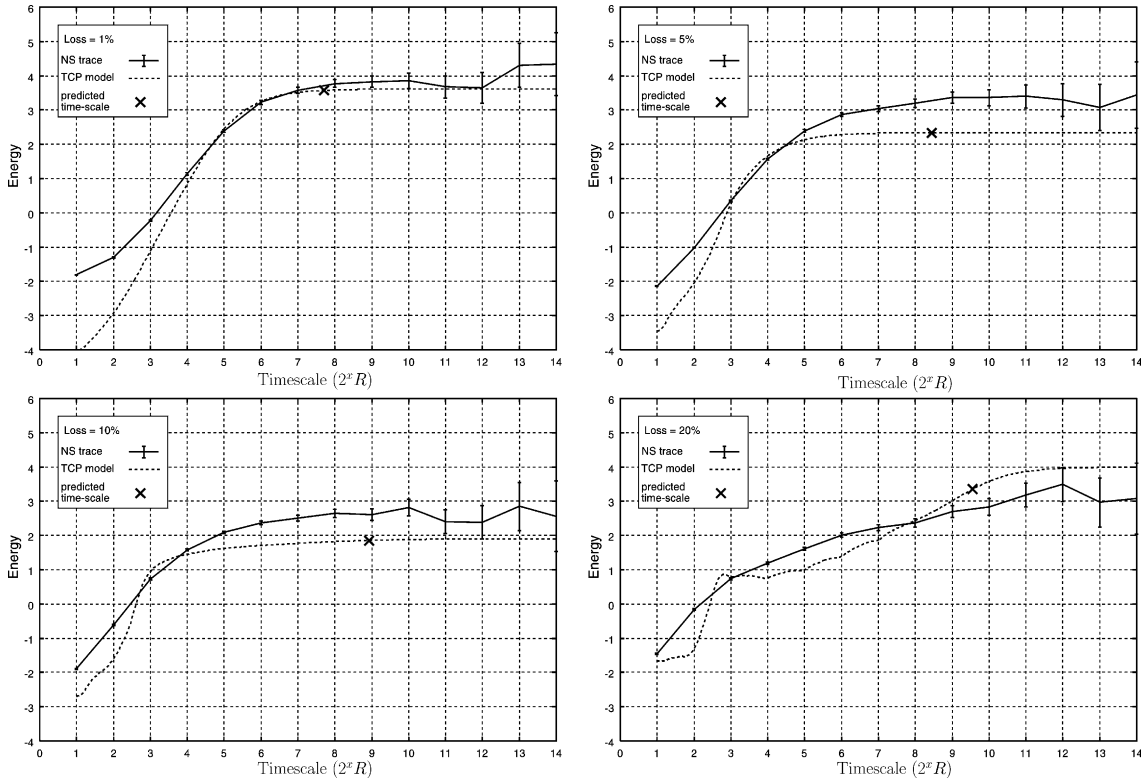 6
5
4
3
2
1
0
-1
-2
-3
-4
Energy
Loss = 1%
NS trace
TCP model
predicted
time-scale
0 1 2 3 4 5 6 7 8 9 10 11 12 13 14
Timescale (2^x R)
6
5
4
3
2
1
0
-1
-2
-3
-4
Energy
Loss = 5%
NS trace
TCP model
predicted
time-scale
0 1 2 3 4 5 6 7 8 9 10 11 12 13 14
Timescale (2^x R)
6
5
4
3
2
1
0
-1
-2
-3
-4
Energy
Loss = 10%
NS trace
TCP model
predicted
time-scale
0 1 2 3 4 5 6 7 8 9 10 11 12 13 14
Timescale (2^x R)
6
5
4
3
2
1
0
-1
-2
-3
-4
Energy
Loss = 20%
NS trace
TCP model
predicted
time-scale
0 1 2 3 4 5 6 7 8 9 10 11 12 13 14
Timescale (2^x R)